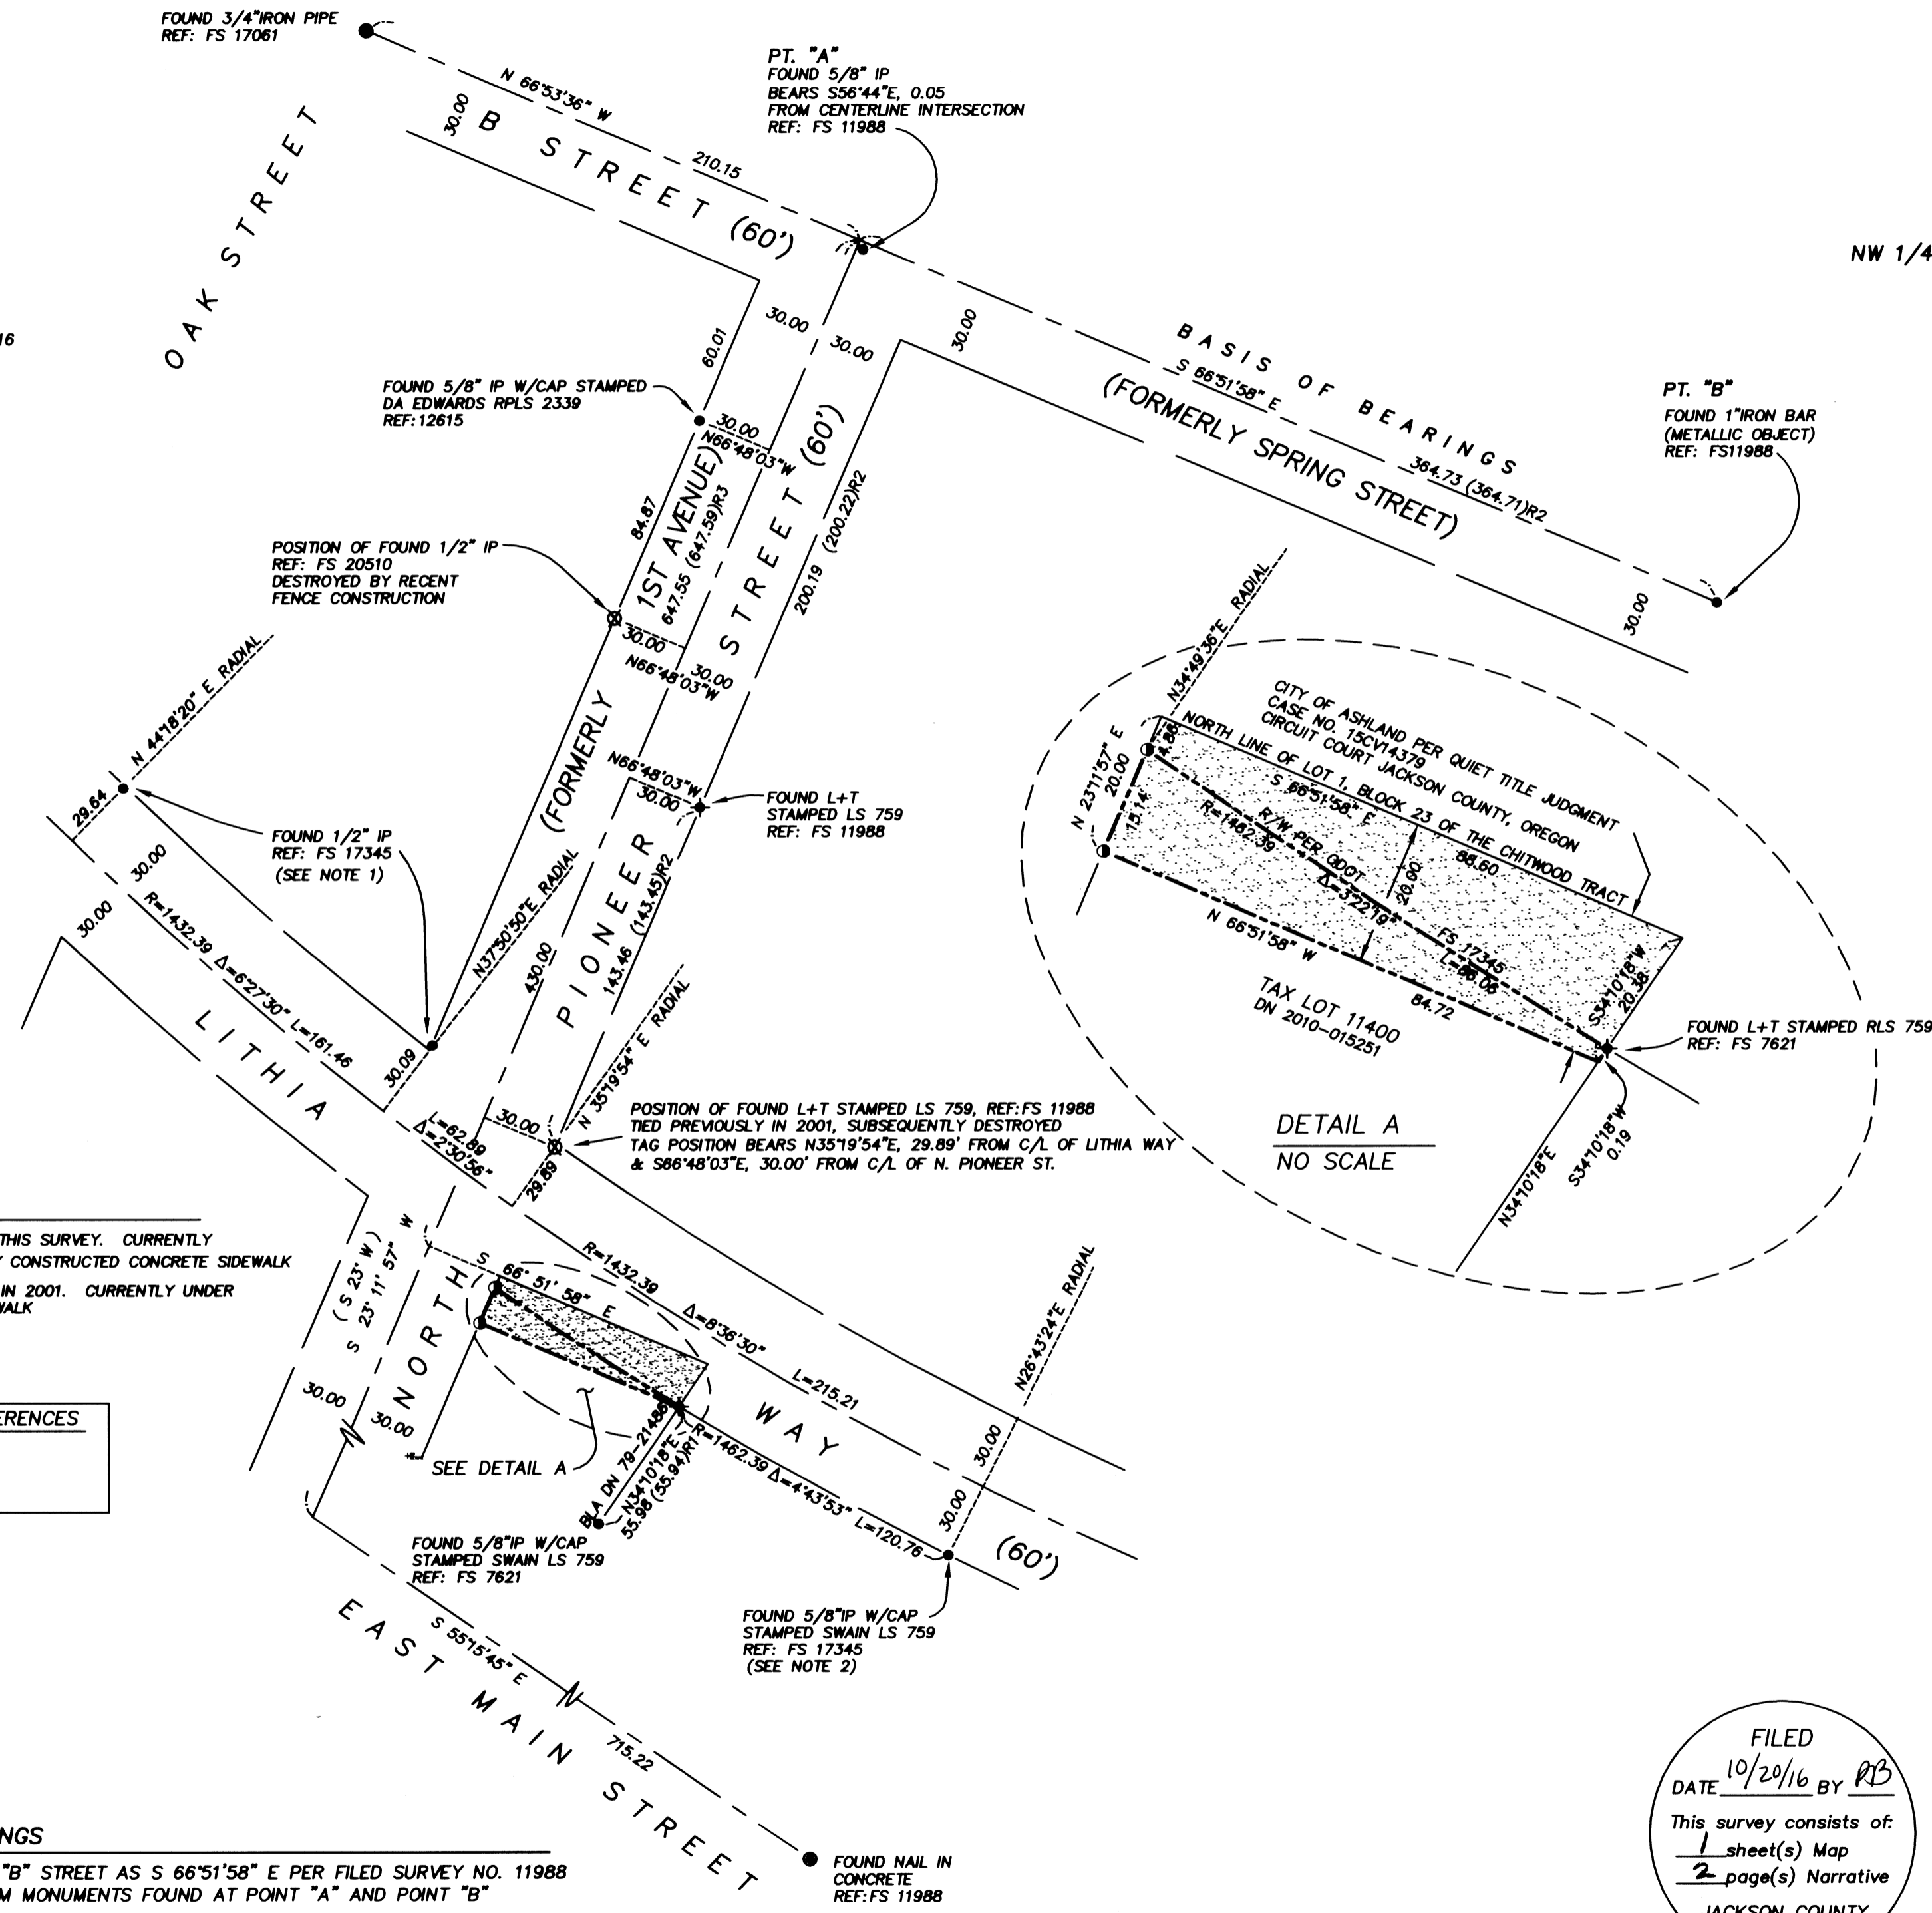 FOUND 3/4"IRON PIPE
REF: FS 17061
N 66°53'36" W
210.15
30.00
B STREET (60')
OAK STREET
PT. "A"
FOUND 5/8" IP
BEARS S56°44"E, 0.05
FROM CENTERLINE INTERSECTION
REF: FS 11988
NW 1/4
16
30.00
30.00
30.00
60.01
BASIS OF BEARINGS
S 66°51'58" E
(FORMERLY SPRING STREET)
364.73 (364.71)R2
30.00
PT. "B"
FOUND 1"IRON BAR
(METALLIC OBJECT)
REF: FS11988
FOUND 5/8" IP W/CAP STAMPED
DA EDWARDS RPLS 2339
REF:12615
30.00
N66°48'03"W
84.87
(FORMERLY 1ST AVENUE)
647.55 (647.59)R3
200.19 (200.22)R2
NORTH PIONEER STREET (60')
POSITION OF FOUND 1/2" IP
REF: FS 20510
DESTROYED BY RECENT
FENCE CONSTRUCTION
30.00
N66°48'03"W
30.00
N66°48'03"W
30.00
FOUND L+T
STAMPED LS 759
REF: FS 11988
N 44°18'20" E RADIAL
29.64
30.00
30.00
FOUND 1/2" IP
REF: FS 17345
(SEE NOTE 1)
R=1432.39 Δ=6°27'30" L=161.46
LITHIA WAY (60')
30.09
N37°50'50"E RADIAL
430.00
143.46 (143.45)R2
N 35°19'54" E RADIAL
L=62.89
Δ=2°30'56"
30.00
29.89
POSITION OF FOUND L+T STAMPED LS 759, REF:FS 11988
TIED PREVIOUSLY IN 2001, SUBSEQUENTLY DESTROYED
TAG POSITION BEARS N35°19'54"E, 29.89' FROM C/L OF LITHIA WAY
& S66°48'03"E, 30.00' FROM C/L OF N. PIONEER ST.
N34°49'36"E RADIAL
CITY OF ASHLAND PER QUIET TITLE JUDGMENT
CASE NO. 15CV14379
CIRCUIT COURT JACKSON COUNTY, OREGON
NORTH LINE OF LOT 1, BLOCK 23 OF THE CHITWOOD TRACT
S 66°51'58" E
88.60
N 23°11'57" E
20.00
4.86
15.14
R/W PER ODOT
FS 17345
R=1462.39
Δ=3°22'19"
L=86.06
20.00
N 66°51'58" W
84.72
S34°10'18"W
20.38
TAX LOT 11400
DN 2010-015251
FOUND L+T STAMPED RLS 759
REF: FS 7621
S34°10'18"W
0.19
N34°10'18"E
DETAIL A
NO SCALE
THIS SURVEY. CURRENTLY
CONSTRUCTED CONCRETE SIDEWALK
IN 2001. CURRENTLY UNDER
WALK
ERENCES
(S 23° W)
S 23° 11' 57" W
S 66° 51' 58" E
R=1432.39 Δ=8°36'30" L=215.21
N26°43'24"E RADIAL
30.00
30.00
30.00
30.00
SEE DETAIL A
BLA DN 79-21486
N34°10'18"E
55.98 (55.94)R1
R=1462.39 Δ=4°43'53" L=120.76
FOUND 5/8"IP W/CAP
STAMPED SWAIN LS 759
REF: FS 7621
FOUND 5/8"IP W/CAP
STAMPED SWAIN LS 759
REF: FS 17345
(SEE NOTE 2)
S 55°15'45" E
715.22
EAST MAIN STREET
FOUND NAIL IN
CONCRETE
REF:FS 11988
NGS
"B" STREET AS S 66°51'58" E PER FILED SURVEY NO. 11988
M MONUMENTS FOUND AT POINT "A" AND POINT "B"
FILED
DATE 10/20/16 BY RB
This survey consists of:
1 sheet(s) Map
2 page(s) Narrative
JACKSON COUNTY